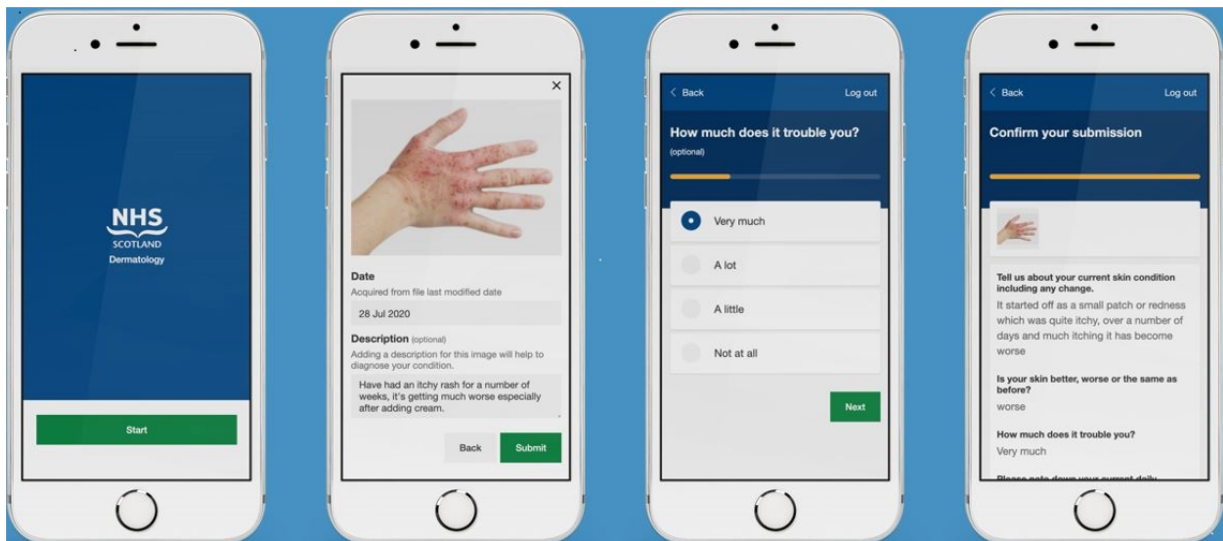 NHS
SCOTLAND
Dermatology
Start
Date
Acquired from file last modified date
28 Jul 2020
Description (optional)
Adding a description for this image will help to
diagnose your condition.
Have had an itchy rash for a number of
weeks, it's getting much worse especially
after adding cream.
Back
Submit
Back
Log out
How much does it trouble you?
(optional)
Very much
A lot
A little
Not at all
Next
Back
Log out
Confirm your submission
Tell us about your current skin condition
including any change.
It started off as a small patch or redness
which was quite itchy, over a number of
days and much itching it has become
worse
Is your skin better, worse or the same as
before?
worse
How much does it trouble you?
Very much
Please note down your current daily